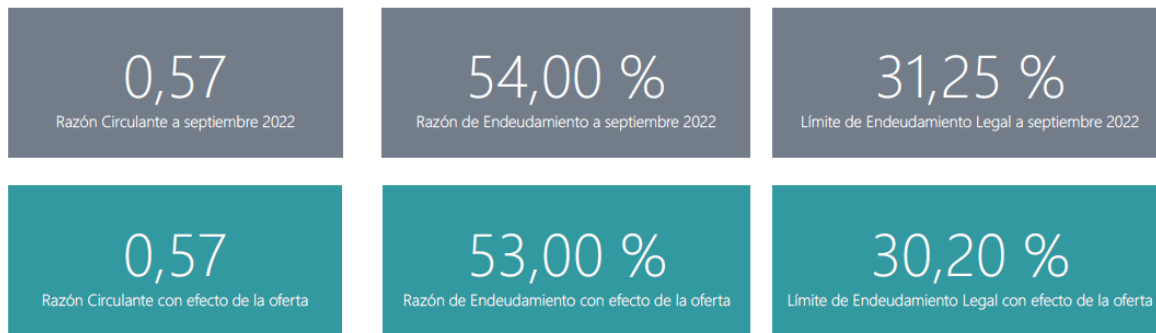 0,57
Razón Circulante a septiembre 2022
54,00 %
Razón de Endeudamiento a septiembre 2022
31,25 %
Límite de Endeudamiento Legal a septiembre 2022
0,57
Razón Circulante con efecto de la oferta
53,00 %
Razón de Endeudamiento con efecto de la oferta
30,20 %
Límite de Endeudamiento Legal con efecto de la oferta